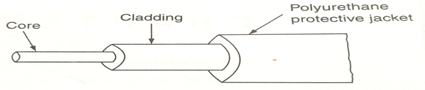 Core
Cladding
Polyurethane
protective jacket